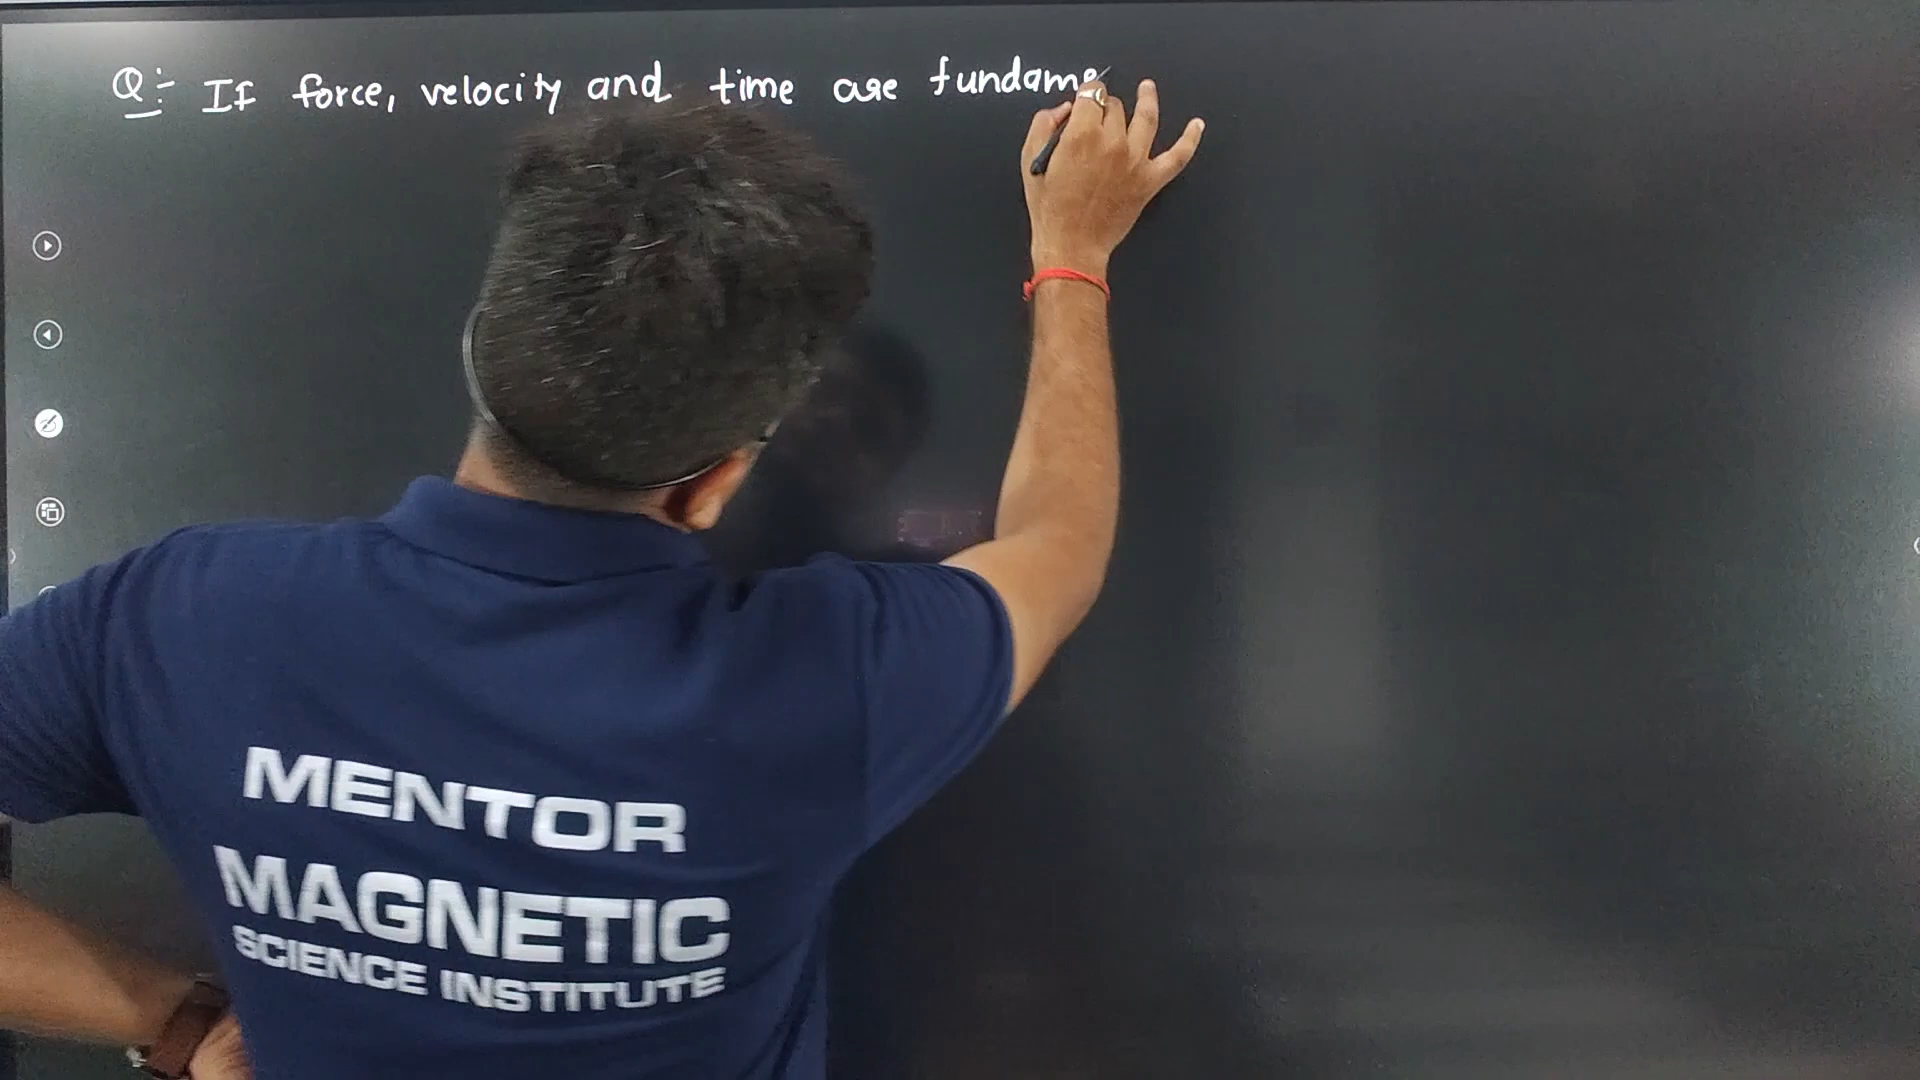 Q:- If force, velocity and time are fundame
MENTOR
MAGNETIC
SCIENCE INSTITUTE